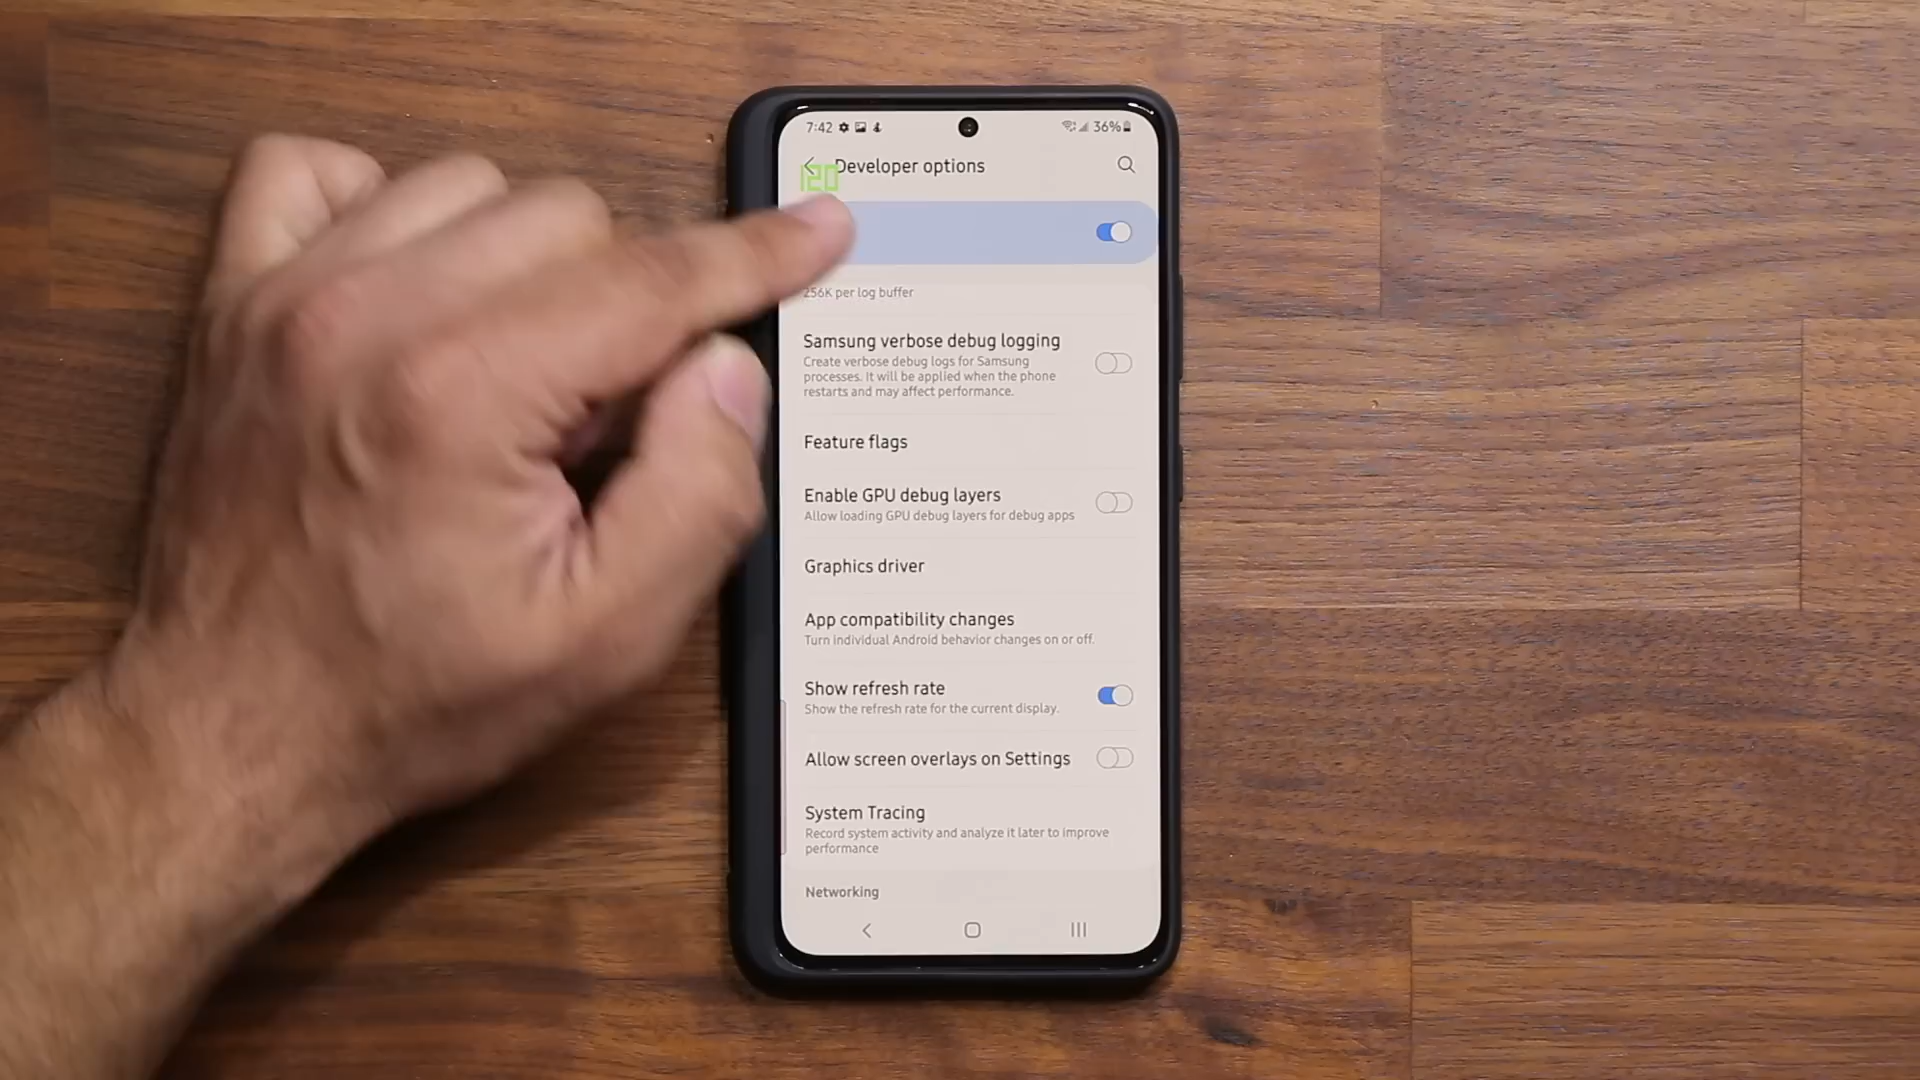 7:42
36%
Developer options
120
256K per log buffer
Samsung verbose debug logging
Create verbose debug logs for Samsung
processes. It will be applied when the phone
restarts and may affect performance.
Feature flags
Enable GPU debug layers
Allow loading GPU debug layers for debug apps
Graphics driver
App compatibility changes
Turn individual Android behavior changes on or off.
Show refresh rate
Show the refresh rate for the current display.
Allow screen overlays on Settings
System Tracing
Record system activity and analyze it later to improve
performance
Networking